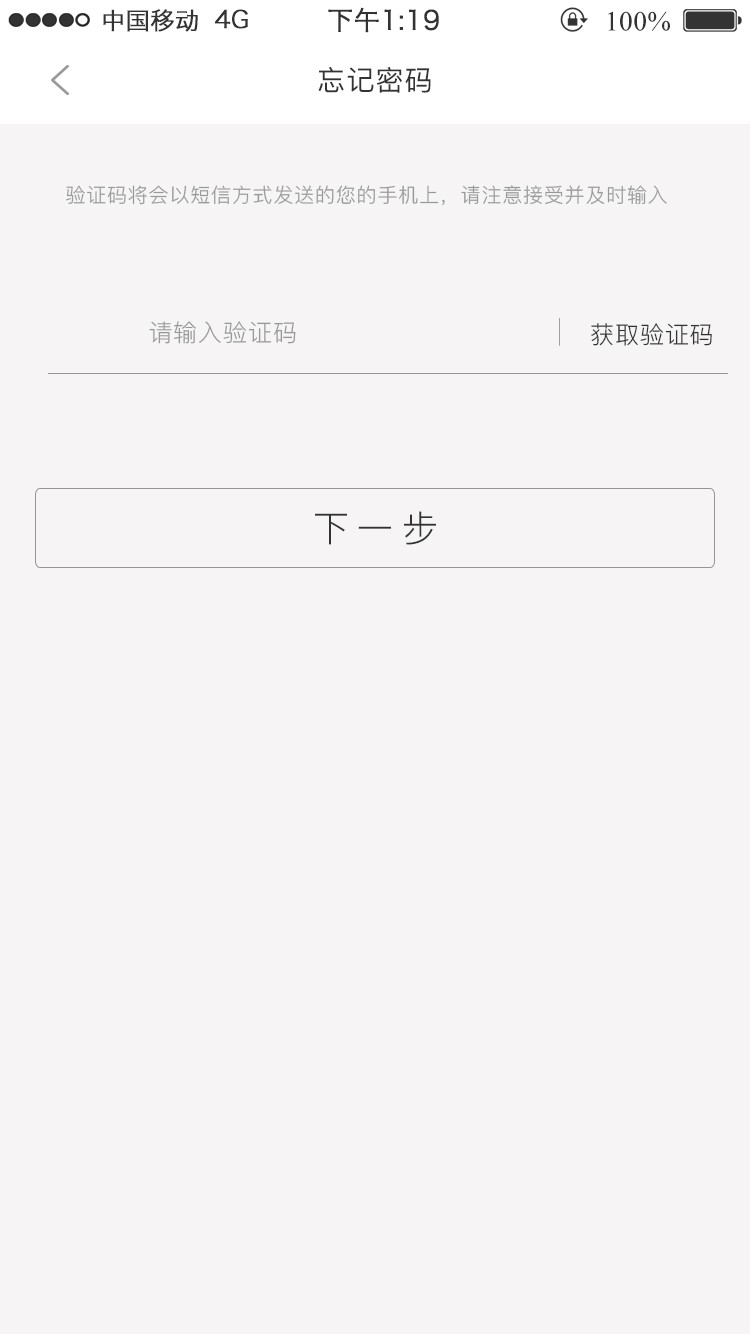 中国移动 4G 下午1:19 100%
忘记密码
验证码将会以短信方式发送的您的手机上，请注意接受并及时输入
请输入验证码 获取验证码
下一步